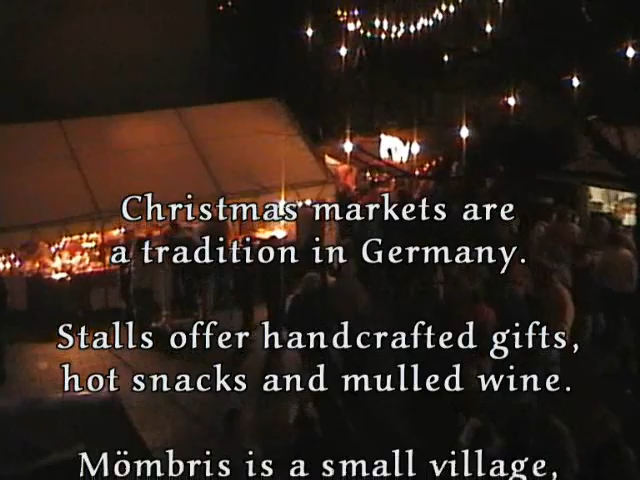 Christmas markets are
a tradition in Germany.
Stalls offer handcrafted gifts,
hot snacks and mulled wine.
Mömbris is a small village,